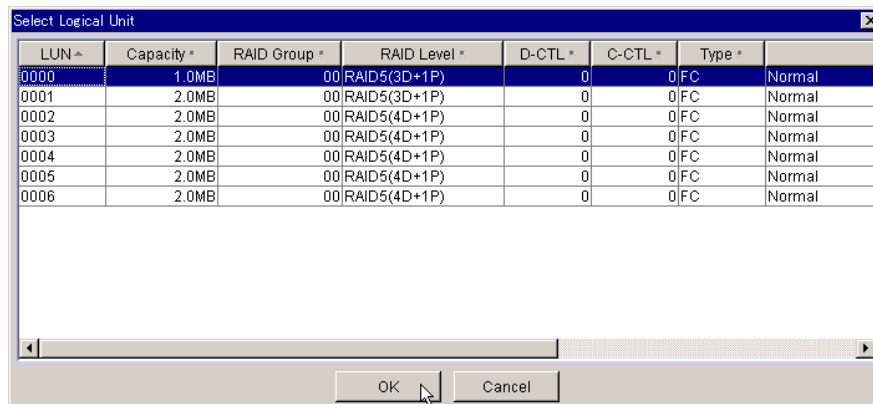 Select Logical Unit
LUN Capacity RAID Group RAID Level D-CTL C-CTL Type
0000 1.0MB 00 RAID5(3D+1P) 0 0 FC Normal
0001 2.0MB 00 RAID5(3D+1P) 0 0 FC Normal
0002 2.0MB 00 RAID5(4D+1P) 0 0 FC Normal
0003 2.0MB 00 RAID5(4D+1P) 0 0 FC Normal
0004 2.0MB 00 RAID5(4D+1P) 0 0 FC Normal
0005 2.0MB 00 RAID5(4D+1P) 0 0 FC Normal
0006 2.0MB 00 RAID5(4D+1P) 0 0 FC Normal
OK Cancel